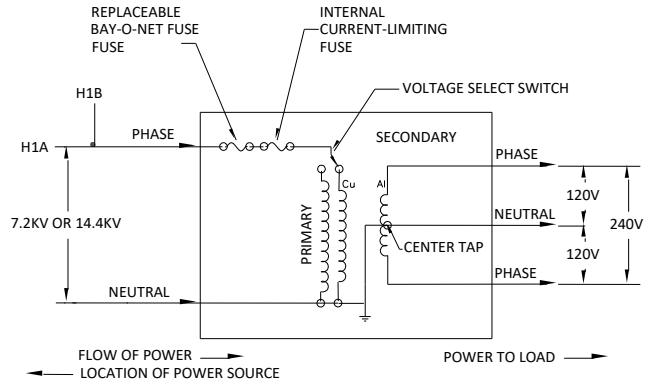 REPLACEABLE
BAY-O-NET FUSE
FUSE
INTERNAL
CURRENT-LIMITING
FUSE
VOLTAGE SELECT SWITCH
H1B
H1A
PHASE
SECONDARY
PHASE
Cu
Al
120V
7.2KV OR 14.4KV
PRIMARY
NEUTRAL
240V
CENTER TAP
120V
PHASE
NEUTRAL
FLOW OF POWER
POWER TO LOAD
LOCATION OF POWER SOURCE